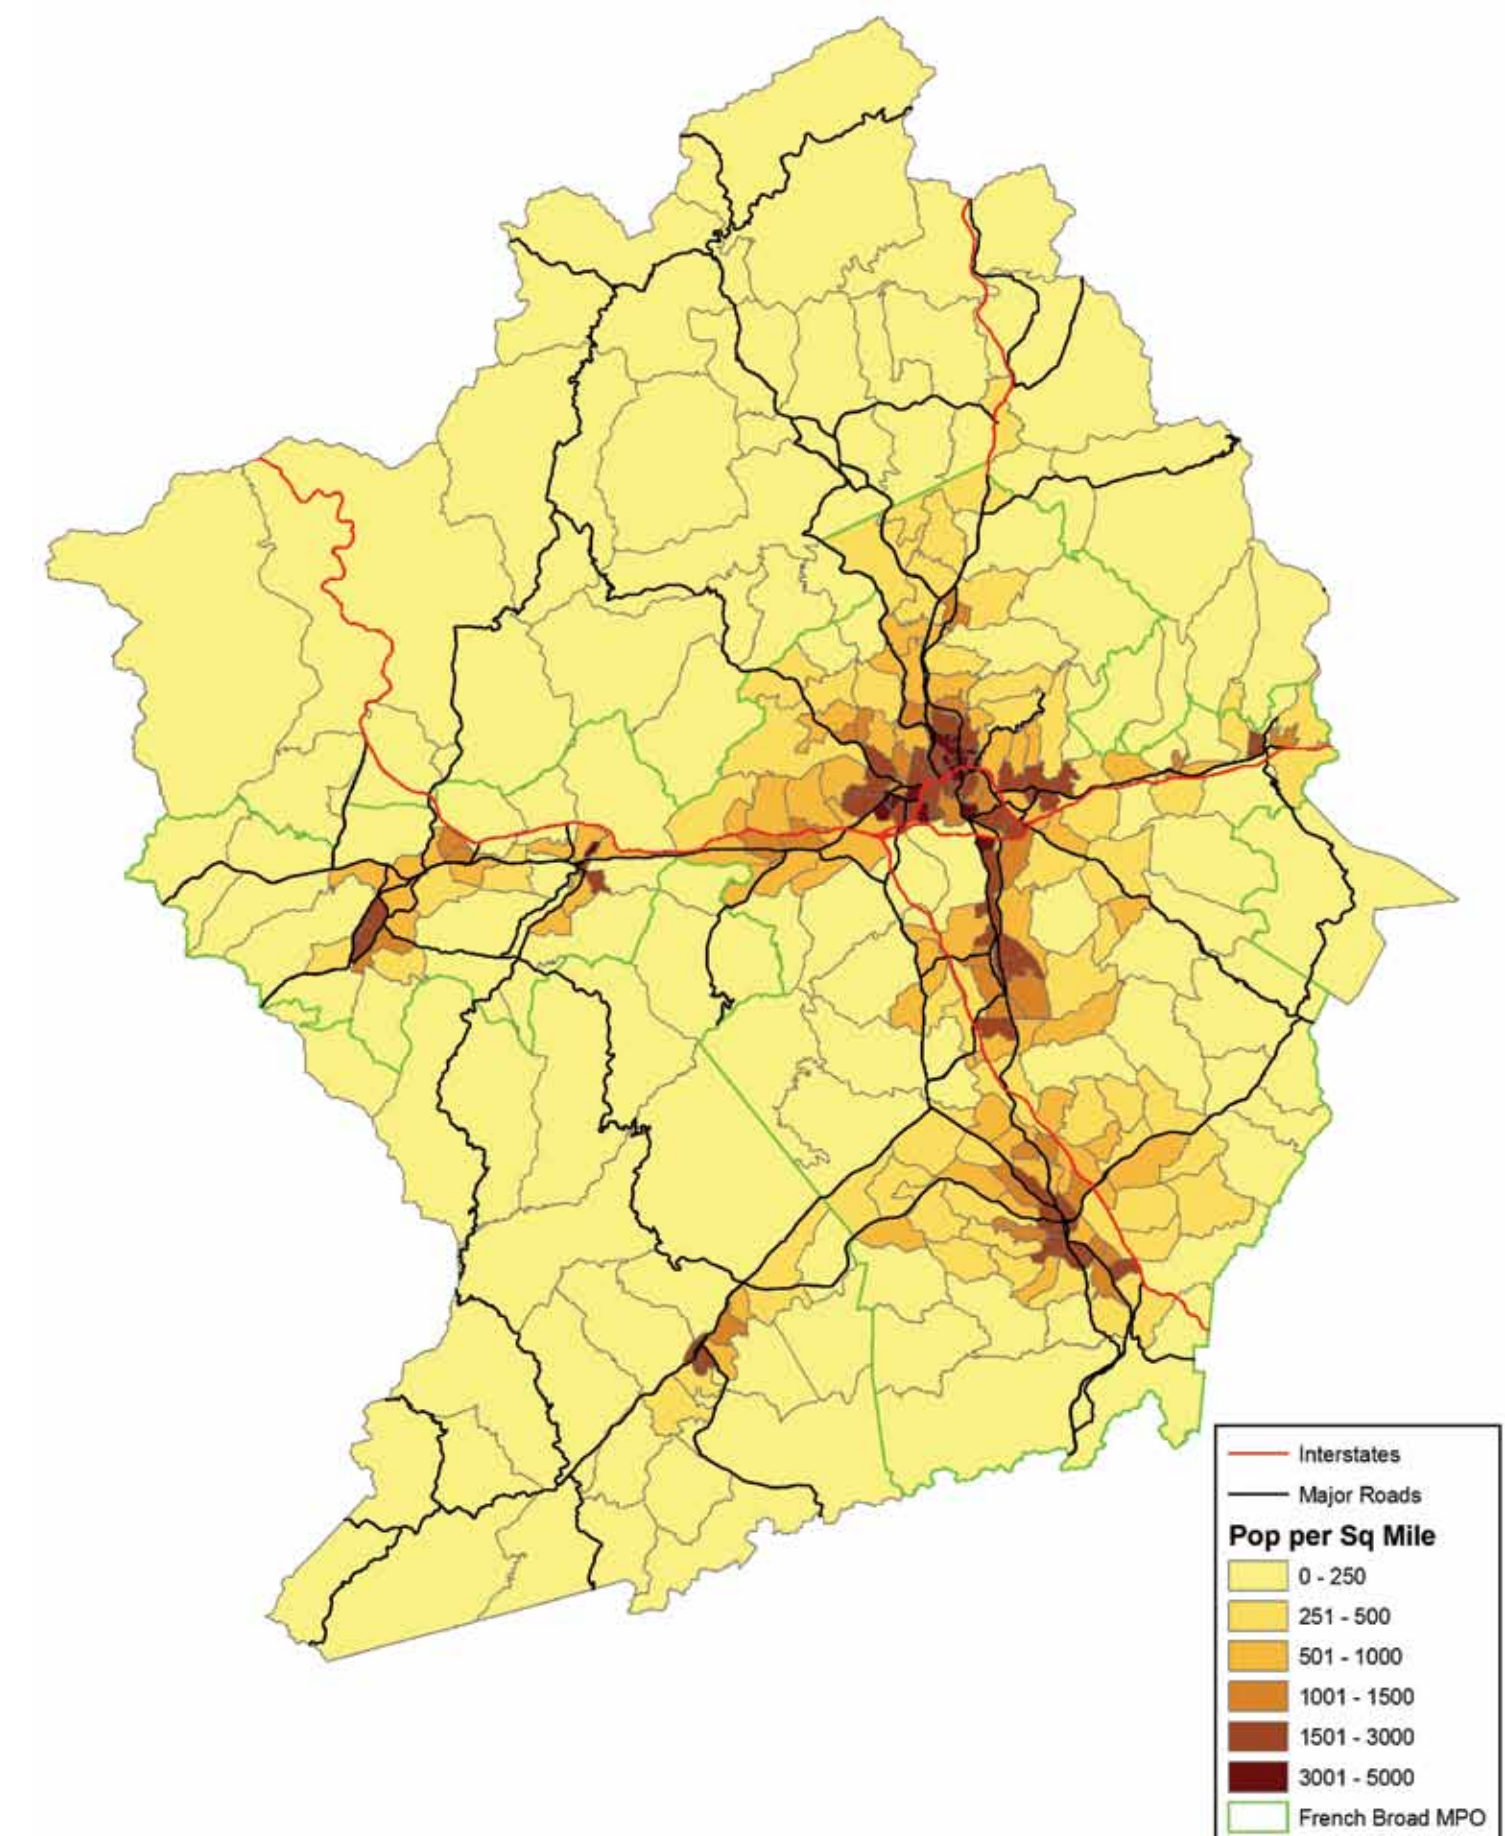 Interstates
Major Roads
Pop per Sq Mile
0 - 250
251 - 500
501 - 1000
1001 - 1500
1501 - 3000
3001 - 5000
French Broad MPO